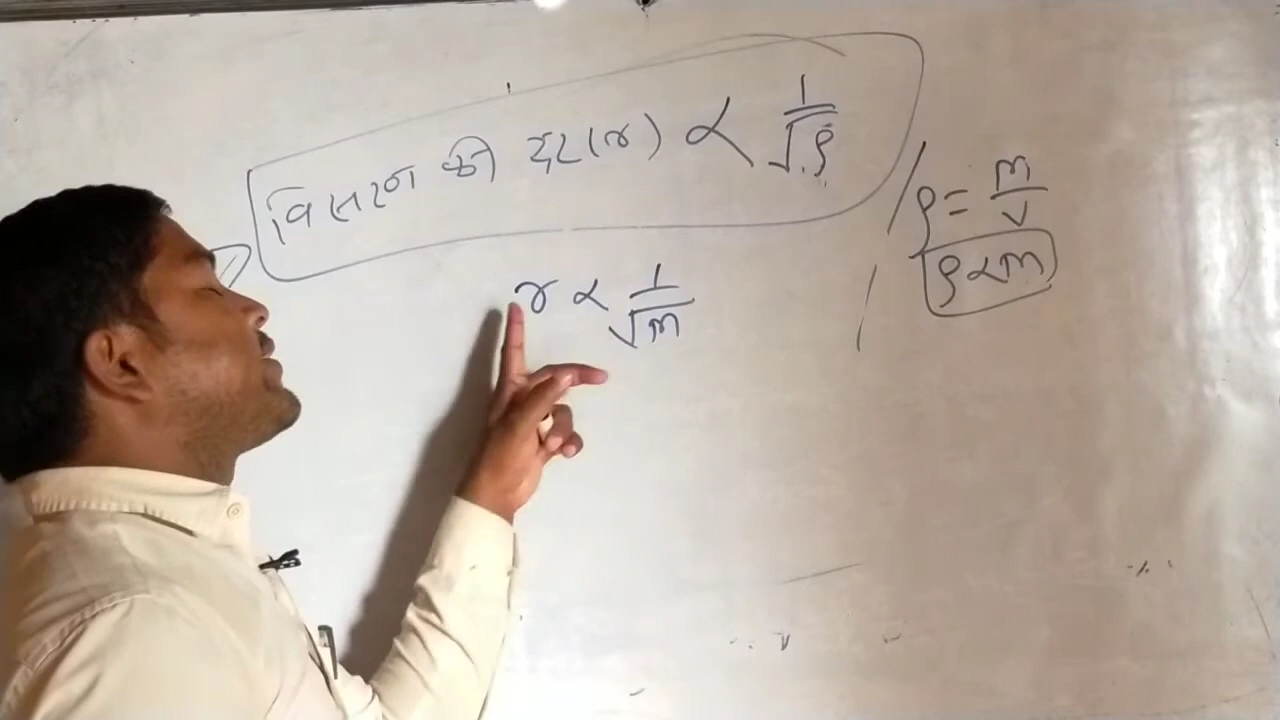 विसरण की दर(r) ∝ 1/√ρ
r ∝ 1/√m
ρ = m/v
ρ ∝ m